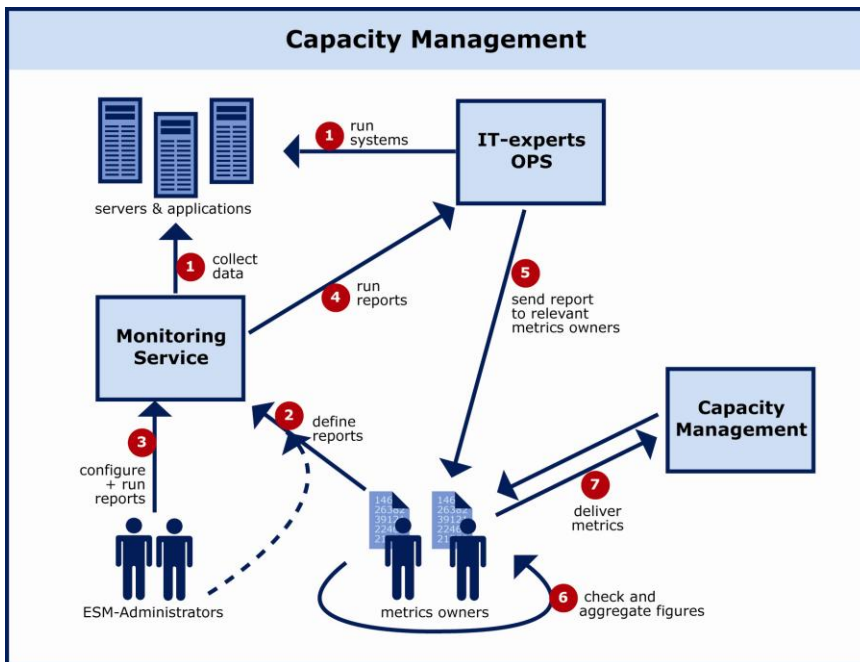 Capacity Management
1
run
systems
IT-experts
OPS
servers & applications
1
collect
data
4
run
reports
5
send report
to relevant
metrics owners
Monitoring
Service
2
define
reports
3
configure
+ run
reports
Capacity
Management
7
deliver
metrics
ESM-Administrators
metrics owners
6
check and
aggregate figures